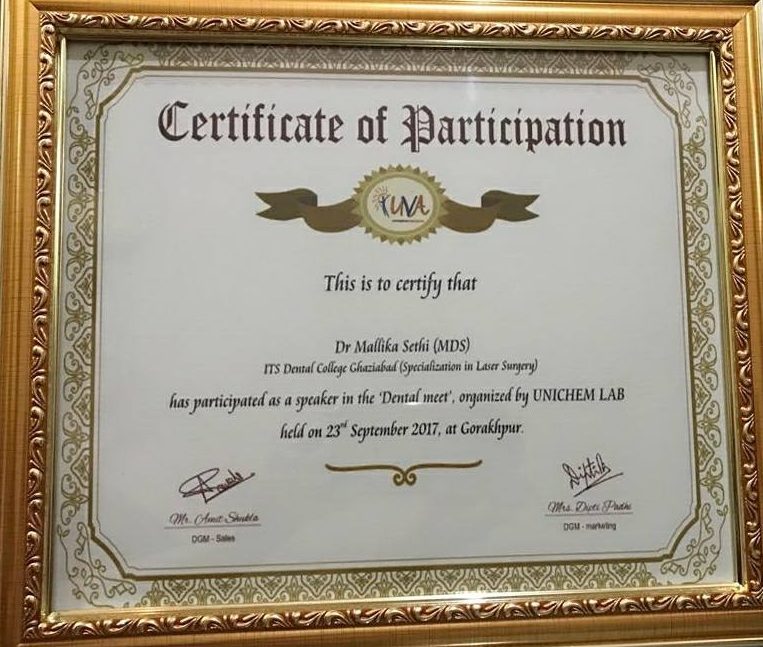 Certificate of Participation
UNA
This is to certify that
Dr Mallika Sethi (MDS)
ITS Dental College Ghaziabad (Specialization in Laser Surgery)
has participated as a speaker in the 'Dental meet', organized by UNICHEM LAB
held on 23rd September 2017, at Gorakhpur.
Mr. Amit Shukla
DGM - Sales
Mrs. Dipti Padhi
DGM - marketing